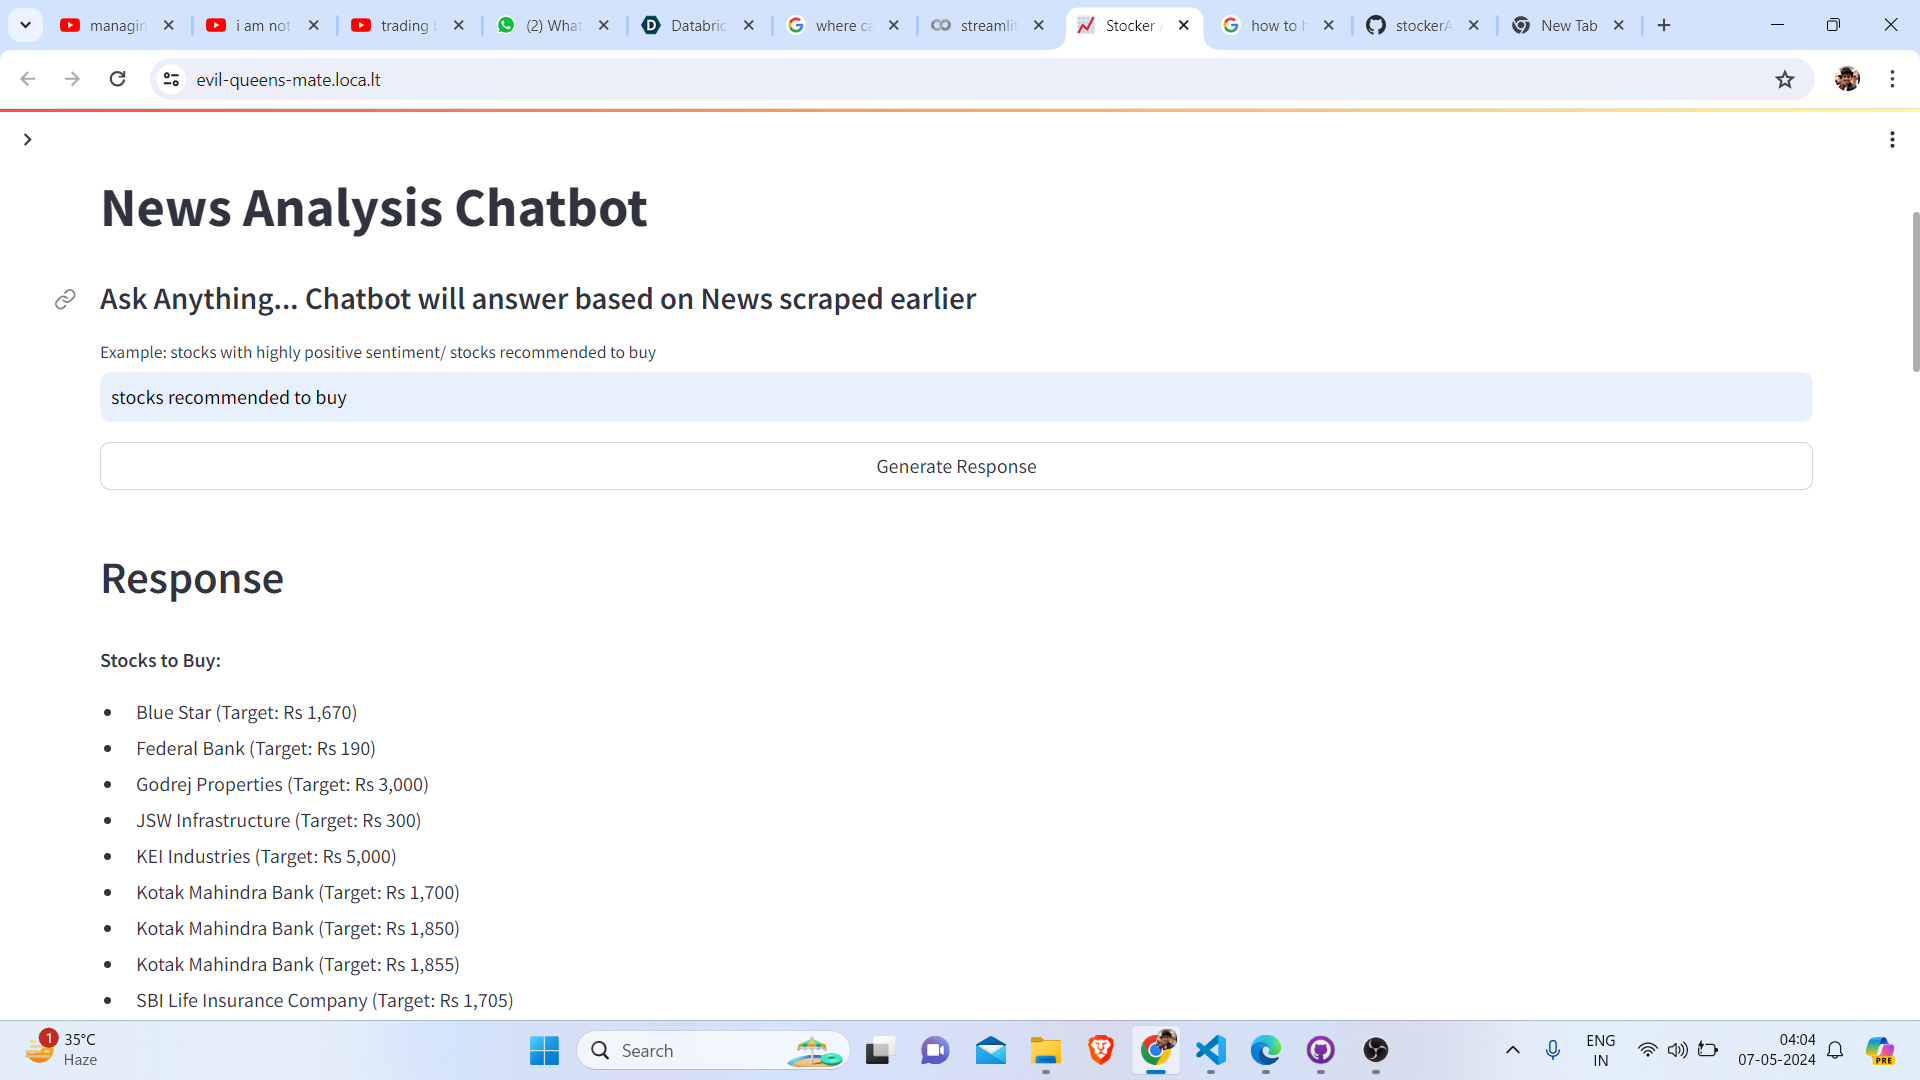 managin
i am not
trading b
(2) What
Databric
where ca
streamlit
Stocker A
how to h
stockerA
New Tab
evil-queens-mate.loca.lt
News Analysis Chatbot
Ask Anything... Chatbot will answer based on News scraped earlier
Example: stocks with highly positive sentiment/ stocks recommended to buy
stocks recommended to buy
Generate Response
Response
Stocks to Buy:
Blue Star (Target: Rs 1,670)
Federal Bank (Target: Rs 190)
Godrej Properties (Target: Rs 3,000)
JSW Infrastructure (Target: Rs 300)
KEI Industries (Target: Rs 5,000)
Kotak Mahindra Bank (Target: Rs 1,700)
Kotak Mahindra Bank (Target: Rs 1,850)
Kotak Mahindra Bank (Target: Rs 1,855)
SBI Life Insurance Company (Target: Rs 1,705)
1
35°C
Haze
Search
ENG
IN
04:04
07-05-2024
PRE